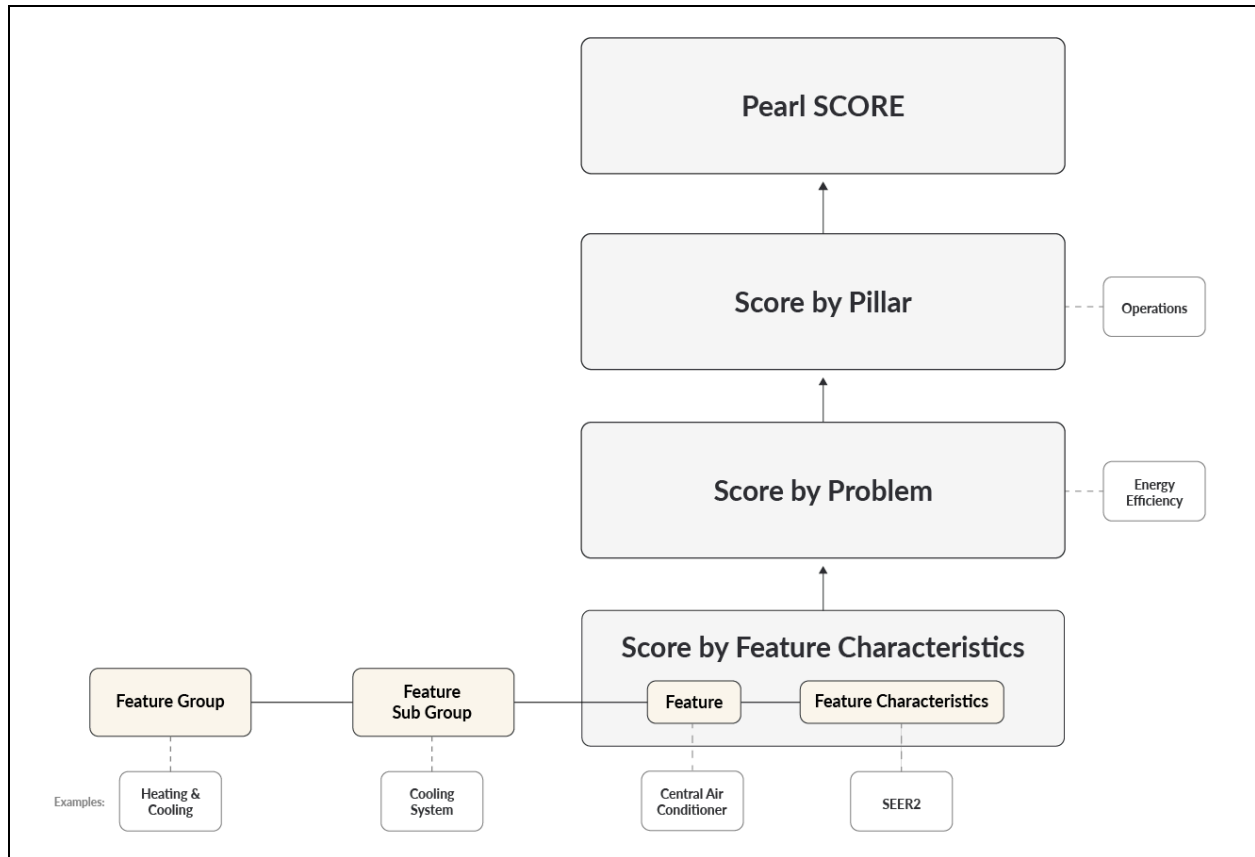 Pearl SCORE
Score by Pillar
Operations
Score by Problem
Energy
Efficiency
Score by Feature Characteristics
Feature Group
Feature
Sub Group
Feature
Feature Characteristics
Examples:
Heating &
Cooling
Cooling
System
Central Air
Conditioner
SEER2